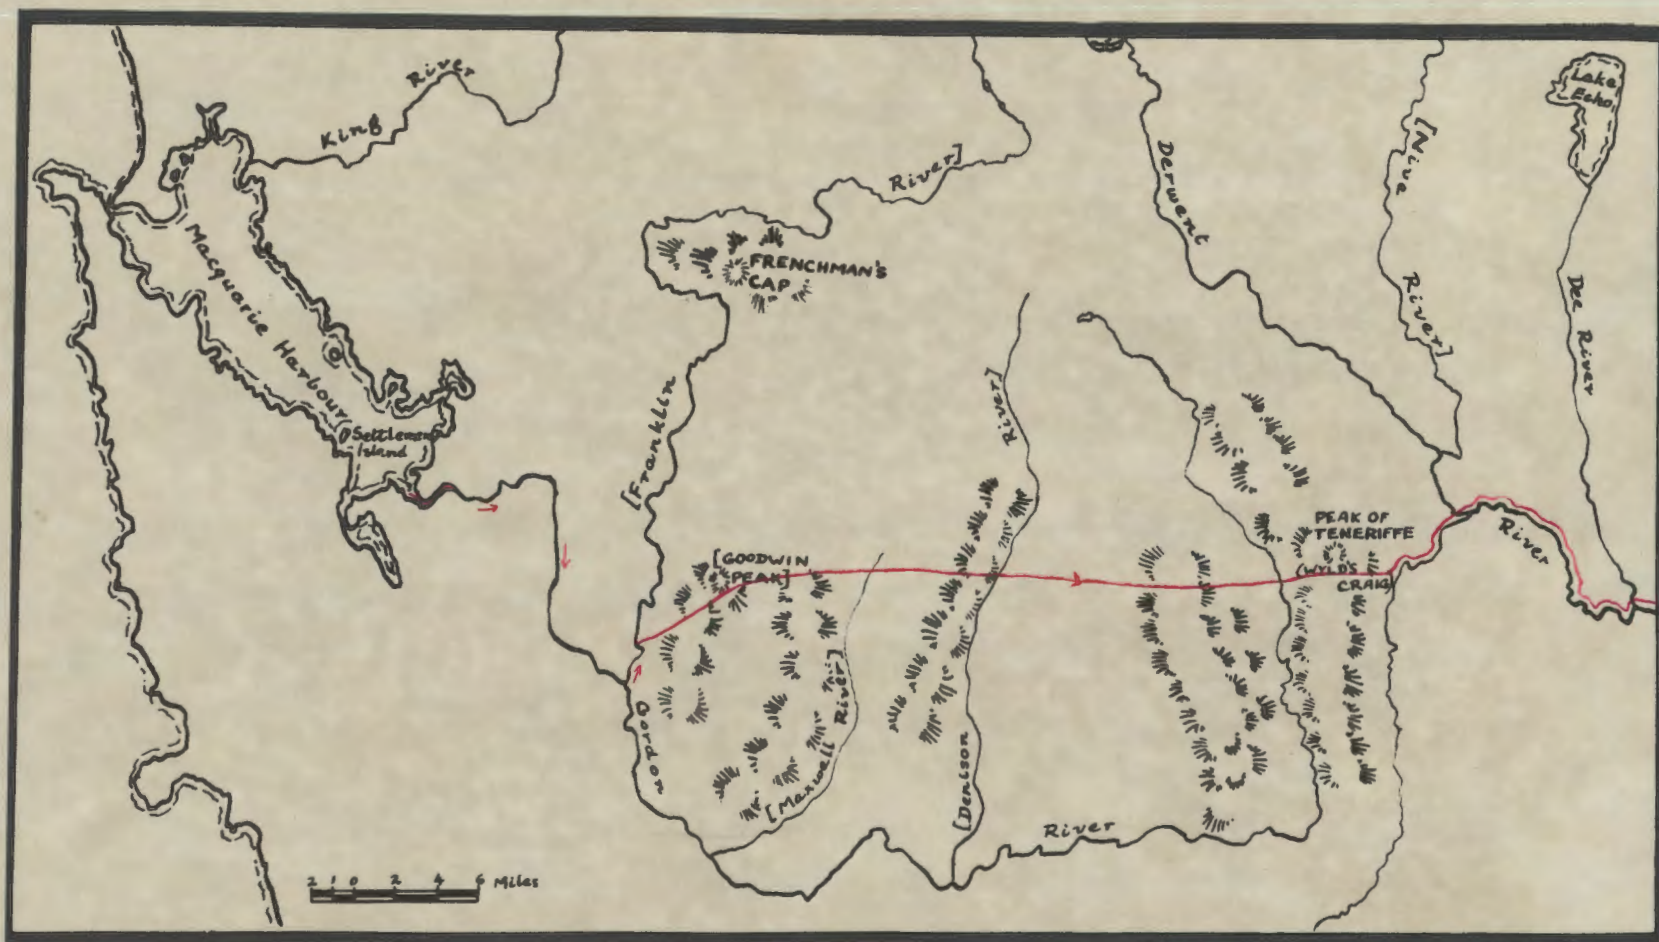 King River
Macquarie Harbour
Settlement
Island
[Franklin River]
FRENCHMAN'S
CAP
Derwent
[Nive River]
Lake
Echo
Dee River
[GOODWIN
PEAK]
[Maxwell River]
[Denison River]
PEAK OF
TENERIFFE
(WYLD'S
CRAIG
River
Gordon River
2 1 0 2 4 6 Miles